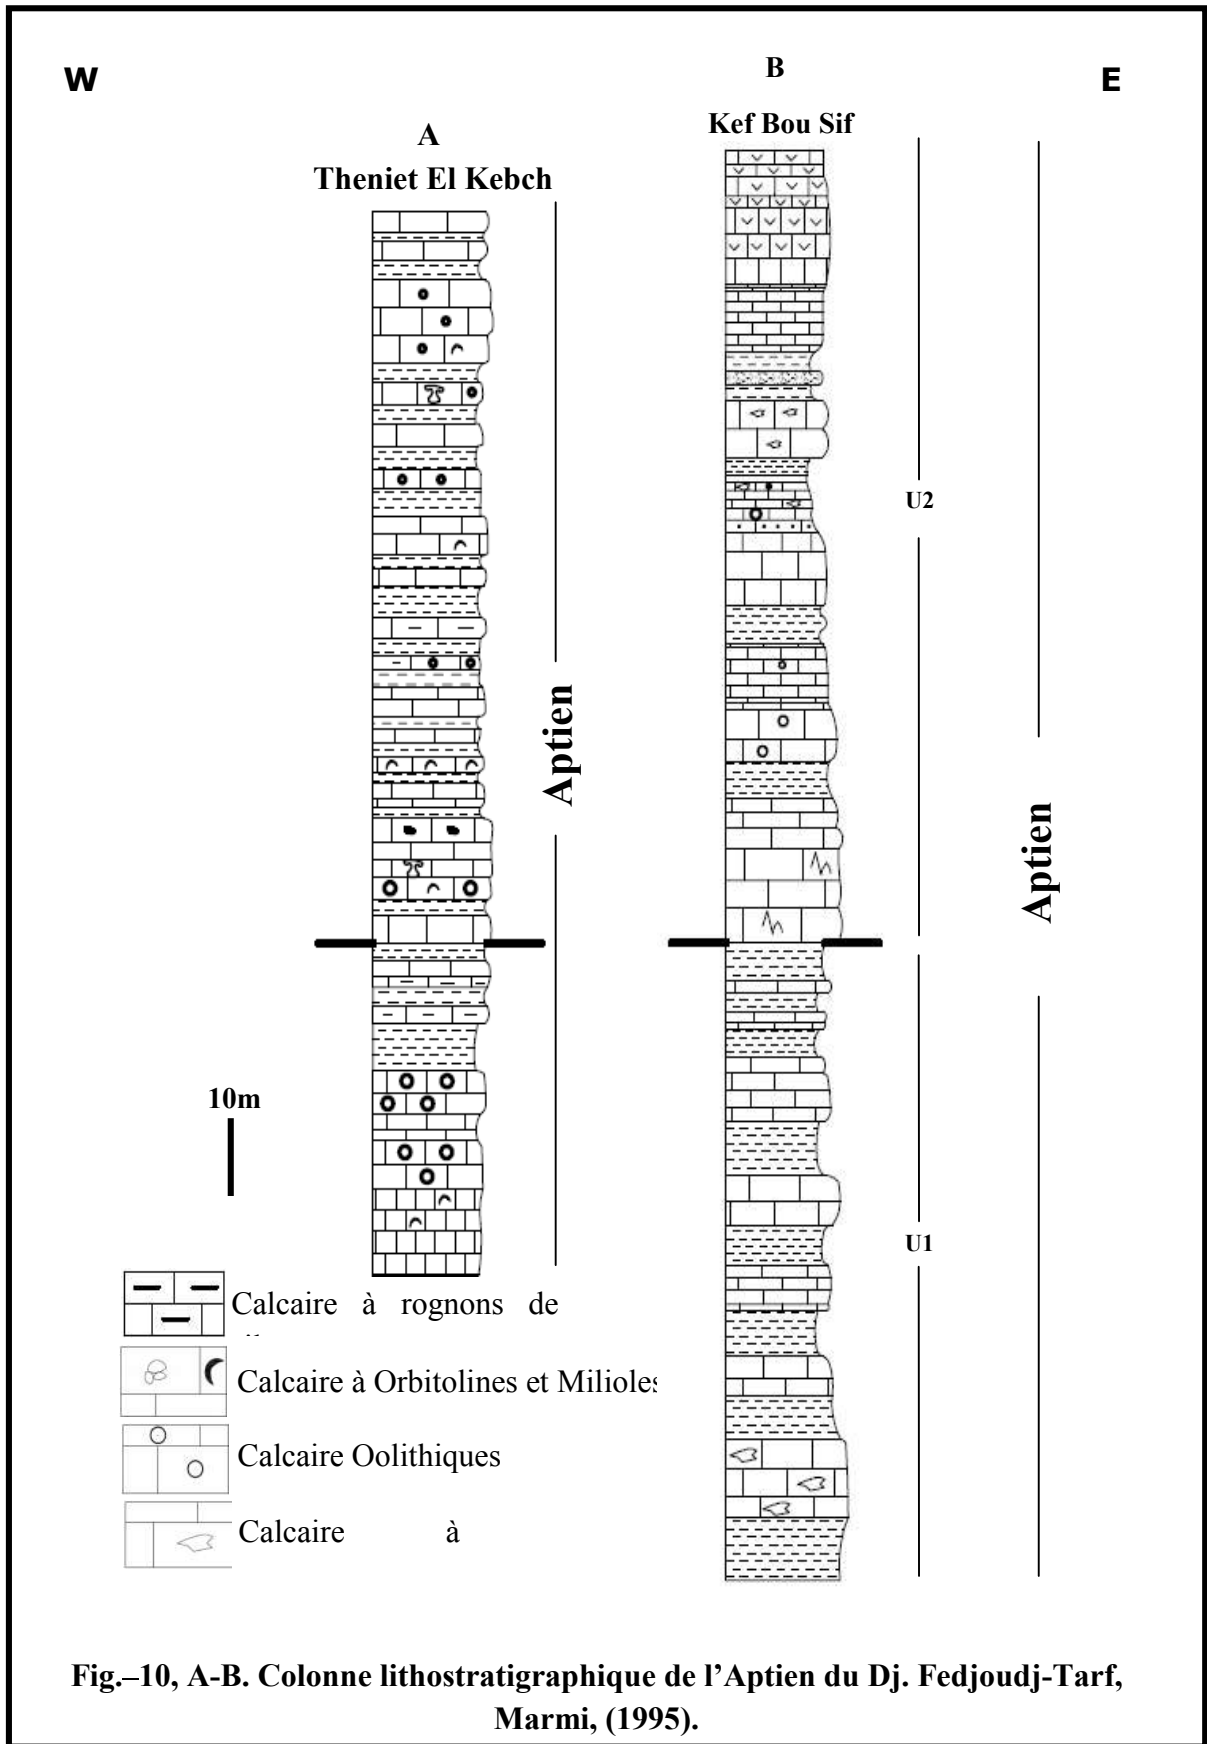 W
E
A
Theniet El Kebch
B
Kef Bou Sif
Aptien
U2
Aptien
U1
10m
Calcaire à rognons de
Calcaire à Orbitolines et Milioles
Calcaire Oolithiques
Calcaire à
Fig.–10, A-B. Colonne lithostratigraphique de l’Aptien du Dj. Fedjoudj-Tarf,
Marmi, (1995).